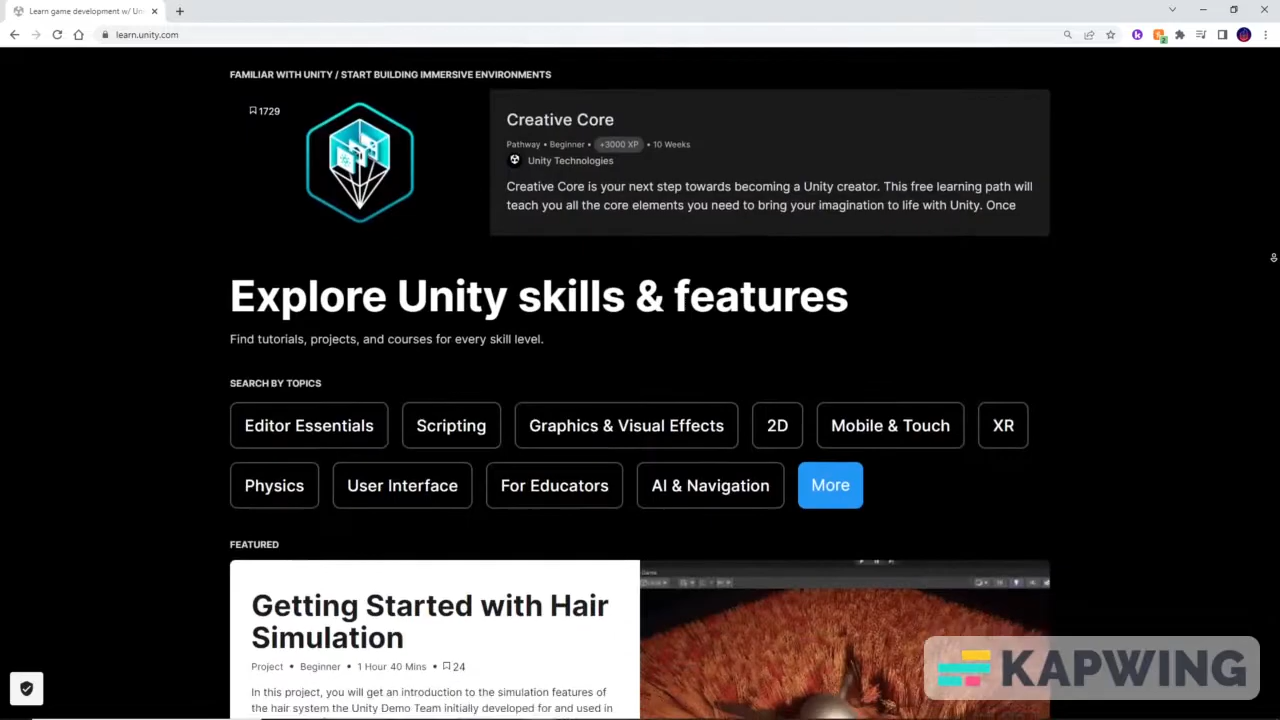 Learn game development w/ Un
learn.unity.com
2
FAMILIAR WITH UNITY / START BUILDING IMMERSIVE ENVIRONMENTS
1729
Creative Core
Pathway • Beginner • +3000 XP • 10 Weeks
Unity Technologies
Creative Core is your next step towards becoming a Unity creator. This free learning path will
teach you all the core elements you need to bring your imagination to life with Unity. Once
Explore Unity skills & features
Find tutorials, projects, and courses for every skill level.
SEARCH BY TOPICS
Editor Essentials
Scripting
Graphics & Visual Effects
2D
Mobile & Touch
XR
Physics
User Interface
For Educators
AI & Navigation
More
FEATURED
Getting Started with Hair
Simulation
Project • Beginner • 1 Hour 40 Mins • 24
In this project, you will get an introduction to the simulation features of
the hair system the Unity Demo Team initially developed for and used in
Game
KAPWING